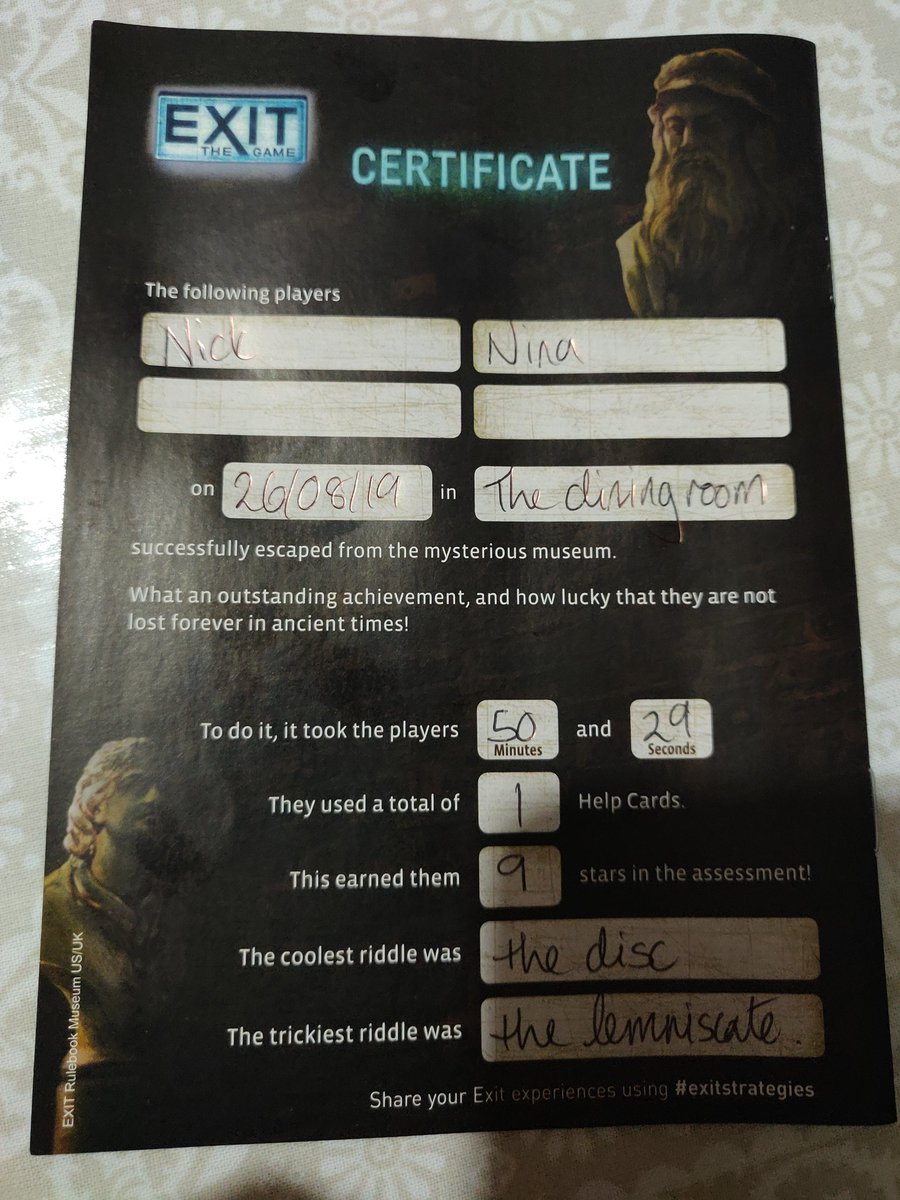 EXIT
THE GAME
CERTIFICATE
The following players
Nick Nina
on 26/08/19 in The dining room
successfully escaped from the mysterious museum.
What an outstanding achievement, and how lucky that they are not
lost forever in ancient times!
To do it, it took the players 50 Minutes and 29 Seconds
They used a total of 1 Help Cards.
This earned them 9 stars in the assessment!
The coolest riddle was the disc
The trickiest riddle was the lemniscate.
Share your Exit experiences using #exitstrategies
EXIT Rulebook Museum US/UK